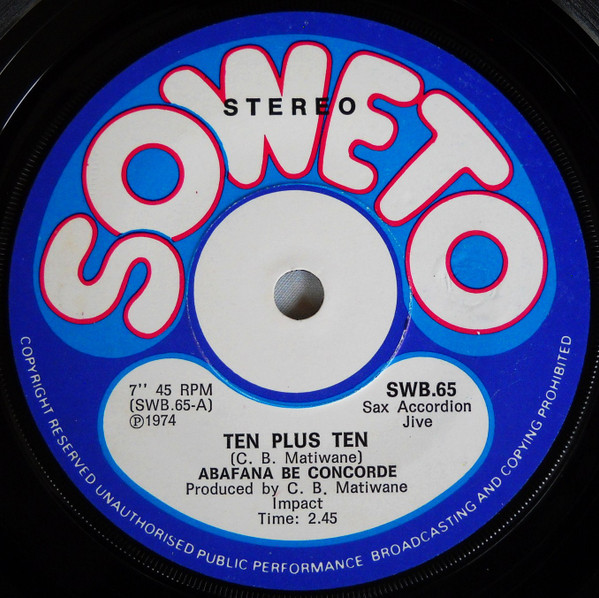 SOWETO
STEREO
7'' 45 RPM
(SWB.65-A)
Ⓟ1974
SWB.65
Sax Accordion
Jive
TEN PLUS TEN
(C. B. Matiwane)
ABAFANA BE CONCORDE
Produced by C. B. Matiwane
Impact
Time: 2.45
COPYRIGHT RESERVED UNAUTHORISED PUBLIC PERFORMANCE BROADCASTING AND COPYING PROHIBITED